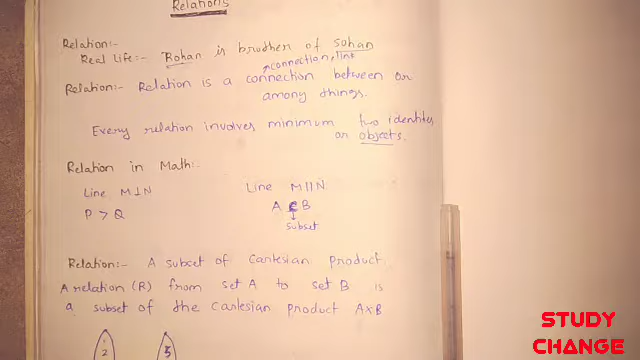 Relations
Relation:-
Real Life:- Rohan is brother of Sohan
connection, link
Relation:- Relation is a connection between or
among things.
Every relation involves minimum two identities
or objects.
Relation in Math:-
Line M⊥N
Line M||N
P > Q
A ⊂ B
subset
Relation:- A subset of Cartesian product
A relation (R) from set A to set B is
a subset of the Cartesian product A×B
1
2
3
STUDY
CHANGE